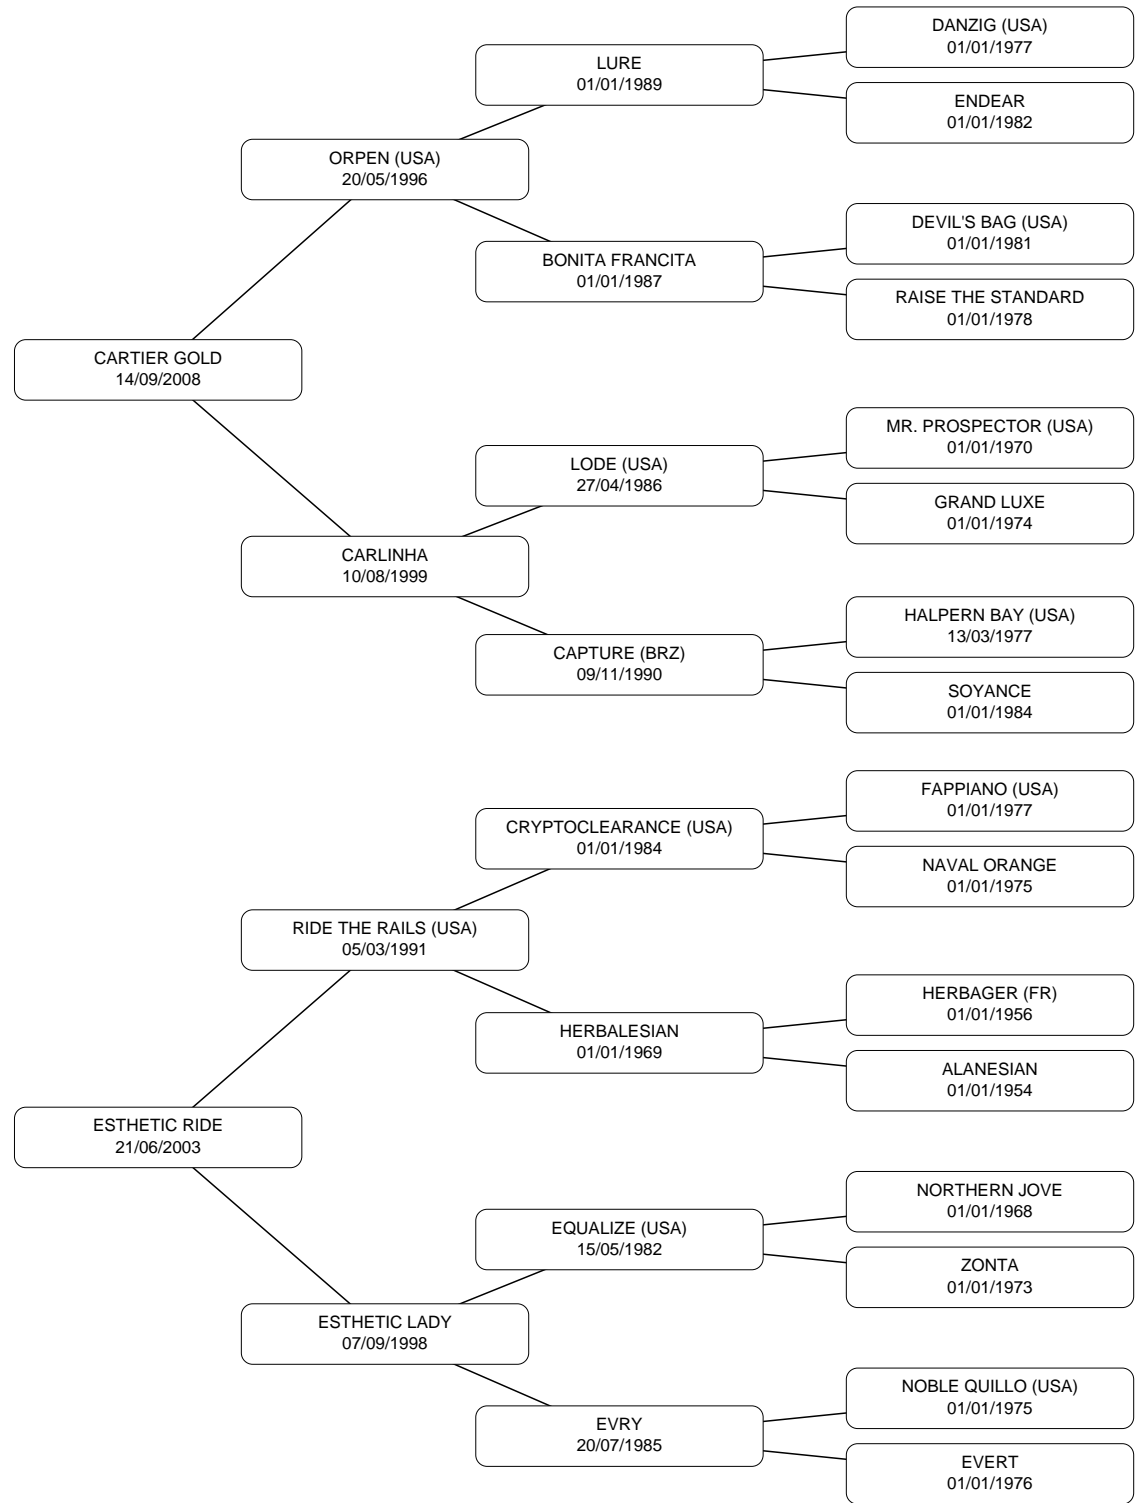 DANZIG (USA)
01/01/1977
LURE
01/01/1989
ENDEAR
01/01/1982
ORPEN (USA)
20/05/1996
DEVIL'S BAG (USA)
01/01/1981
BONITA FRANCITA
01/01/1987
RAISE THE STANDARD
01/01/1978
CARTIER GOLD
14/09/2008
MR. PROSPECTOR (USA)
01/01/1970
LODE (USA)
27/04/1986
GRAND LUXE
01/01/1974
CARLINHA
10/08/1999
HALPERN BAY (USA)
13/03/1977
CAPTURE (BRZ)
09/11/1990
SOYANCE
01/01/1984
FAPPIANO (USA)
01/01/1977
CRYPTOCLEARANCE (USA)
01/01/1984
NAVAL ORANGE
01/01/1975
RIDE THE RAILS (USA)
05/03/1991
HERBAGER (FR)
01/01/1956
HERBALESIAN
01/01/1969
ALANESIAN
01/01/1954
ESTHETIC RIDE
21/06/2003
NORTHERN JOVE
01/01/1968
EQUALIZE (USA)
15/05/1982
ZONTA
01/01/1973
ESTHETIC LADY
07/09/1998
NOBLE QUILLO (USA)
01/01/1975
EVRY
20/07/1985
EVERT
01/01/1976